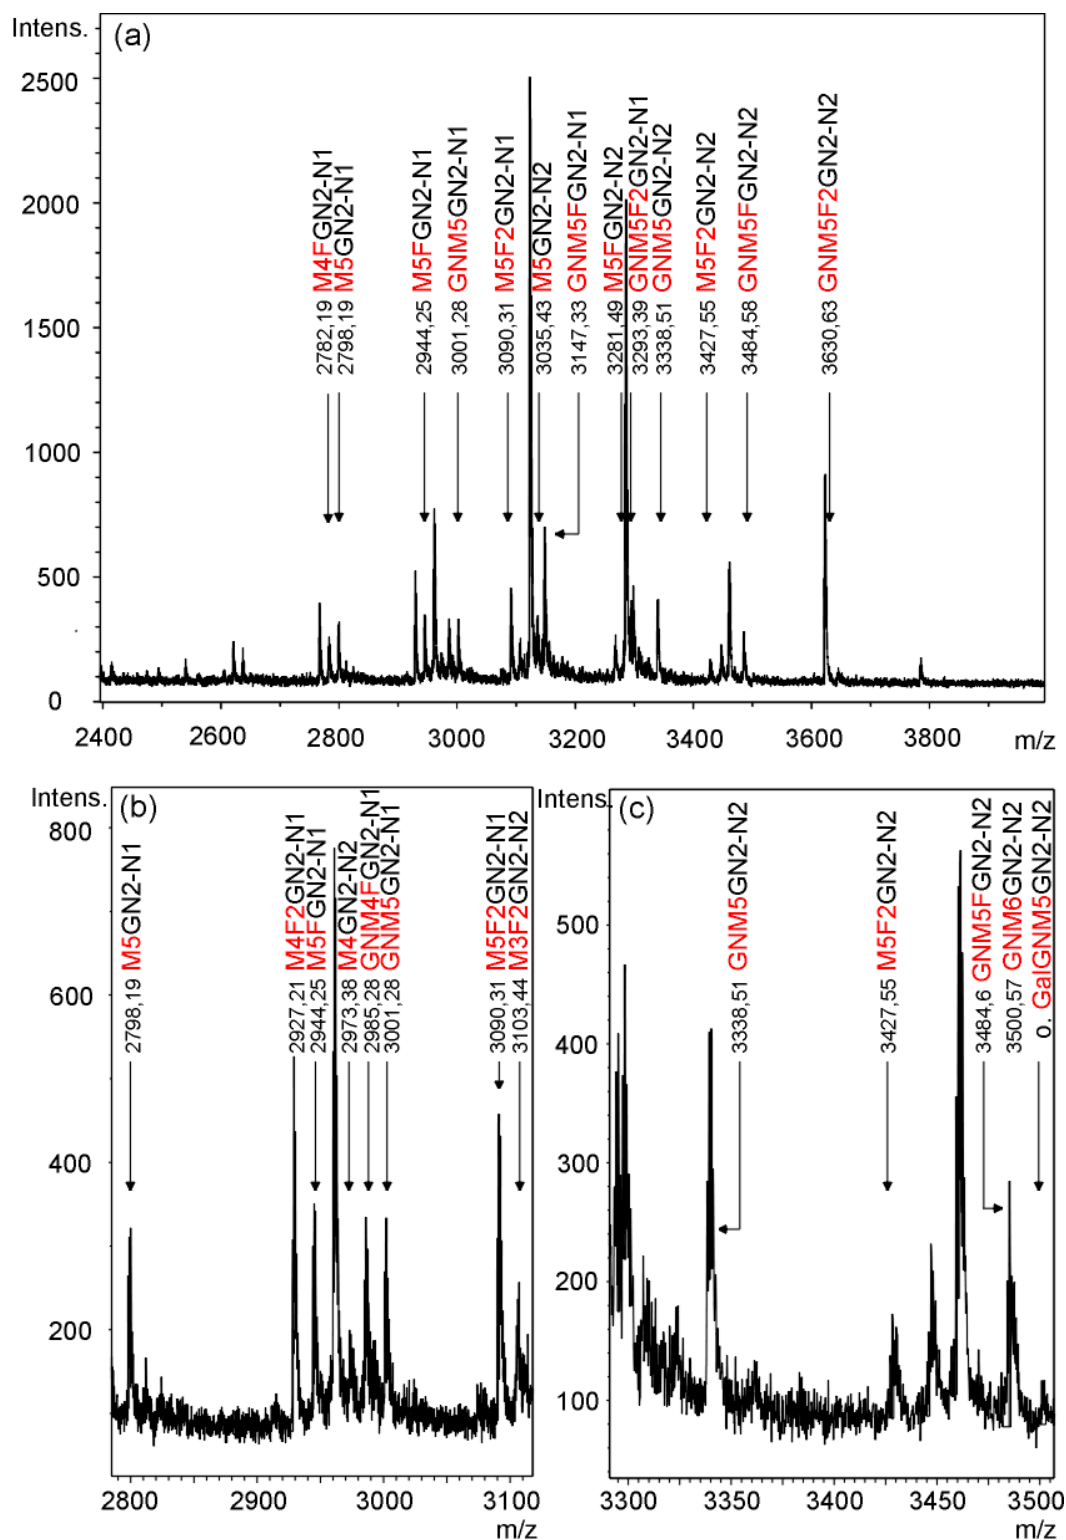 Intens.
(a)
2782,19 M4FGN2-N1
2798,19 M5GN2-N1
2944,25 M5FGN2-N1
3001,28 GNM5GN2-N1
3090,31 M5F2GN2-N1
3035,43 M5GN2-N2
3147,33 GNM5FGN2-N1
3281,49 M5FGN2-N2
3293,39 GNM5F2GN2-N1
3338,51 GNM5GN2-N2
3427,55 M5F2GN2-N2
3484,58 GNM5FGN2-N2
3630,63 GNM5F2GN2-N2
2500
2000
1500
1000
500
0
2400 2600 2800 3000 3200 3400 3600 3800
m/z
Intens.
(b)
2798,19 M5GN2-N1
2927,21 M4F2GN2-N1
2944,25 M5FGN2-N1
2973,38 M4GN2-N2
2985,28 GNM4FGN2-N1
3001,28 GNM5GN2-N1
3090,31 M5F2GN2-N1
3103,44 M3F2GN2-N2
800
600
400
200
2800 2900 3000 3100
m/z
Intens.
(c)
3338,51 GNM5GN2-N2
3427,55 M5F2GN2-N2
3484,6 GNM5FGN2-N2
3500,57 GNM6GN2-N2
0. GalGNM5GN2-N2
500
400
300
200
100
3300 3350 3400 3450 3500
m/z